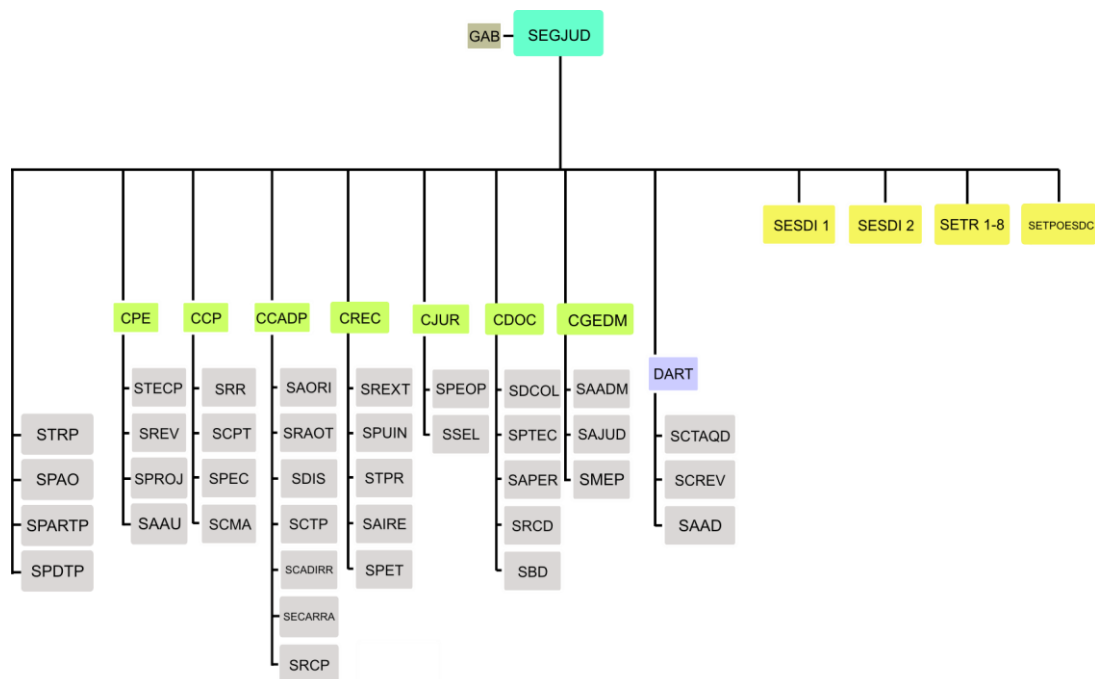 GAB
SEGJUD
SESDI 1
SESDI 2
SETR 1-8
SETPOESDC
CPE
CCP
CCADP
CREC
CJUR
CDOC
CGEDM
DART
STRP
SPAO
SPARTP
SPDTP
STECP
SREV
SPROJ
SAAU
SRR
SCPT
SPEC
SCMA
SAORI
SRAOT
SDIS
SCTP
SCADIRR
SECARRA
SRCP
SREXT
SPUIN
STPR
SAIRE
SPET
SPEOP
SSEL
SDCOL
SPTEC
SAPER
SRCD
SBD
SAADM
SAJUD
SMEP
SCTAQD
SCREV
SAAD